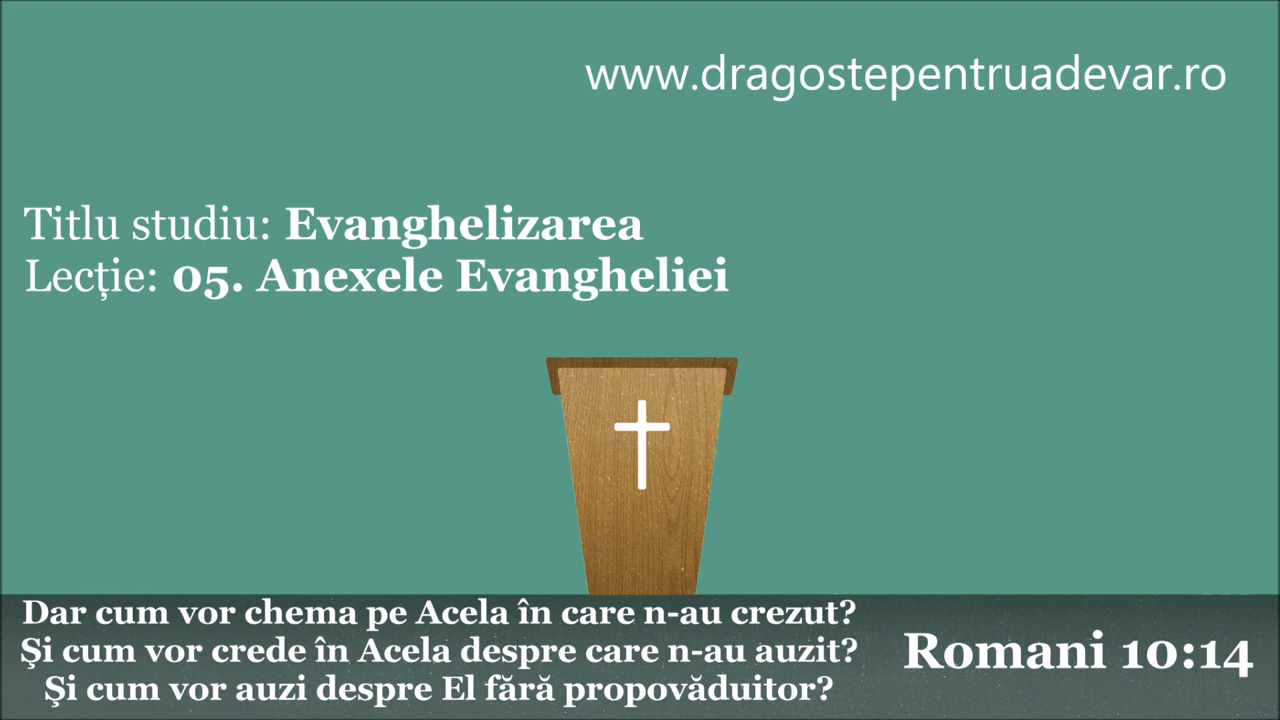 www.dragostepentruadevar.ro
Titlu studiu: Evanghelizarea
Lecție: 05. Anexele Evangheliei
Dar cum vor chema pe Acela în care n-au crezut?
Şi cum vor crede în Acela despre care n-au auzit?
Şi cum vor auzi despre El fără propovăduitor?
Romani 10:14